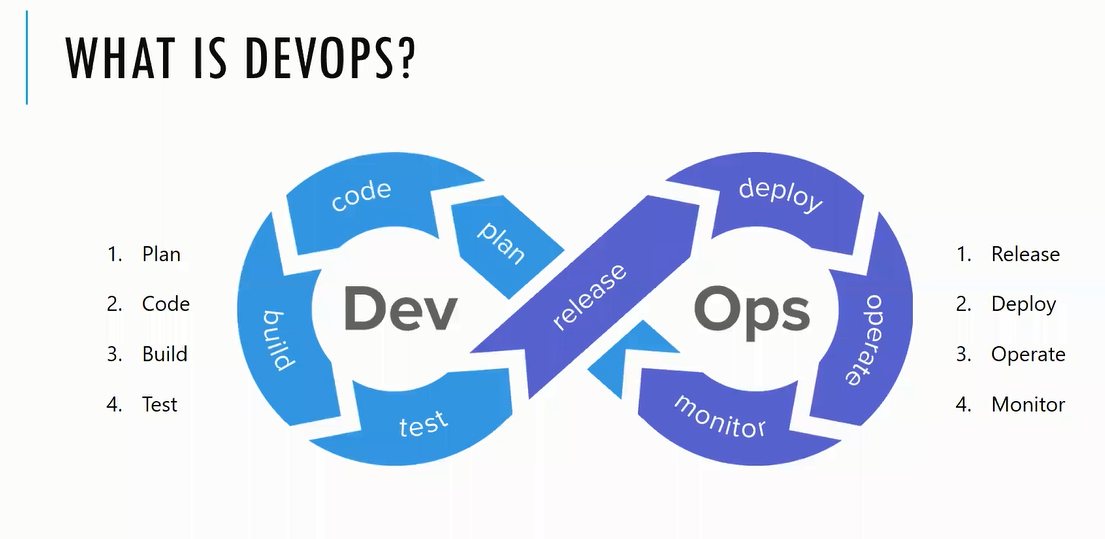 WHAT IS DEVOPS?
1. Plan
2. Code
3. Build
4. Test
code
plan
build
Dev
test
release
deploy
Ops
operate
monitor
1. Release
2. Deploy
3. Operate
4. Monitor